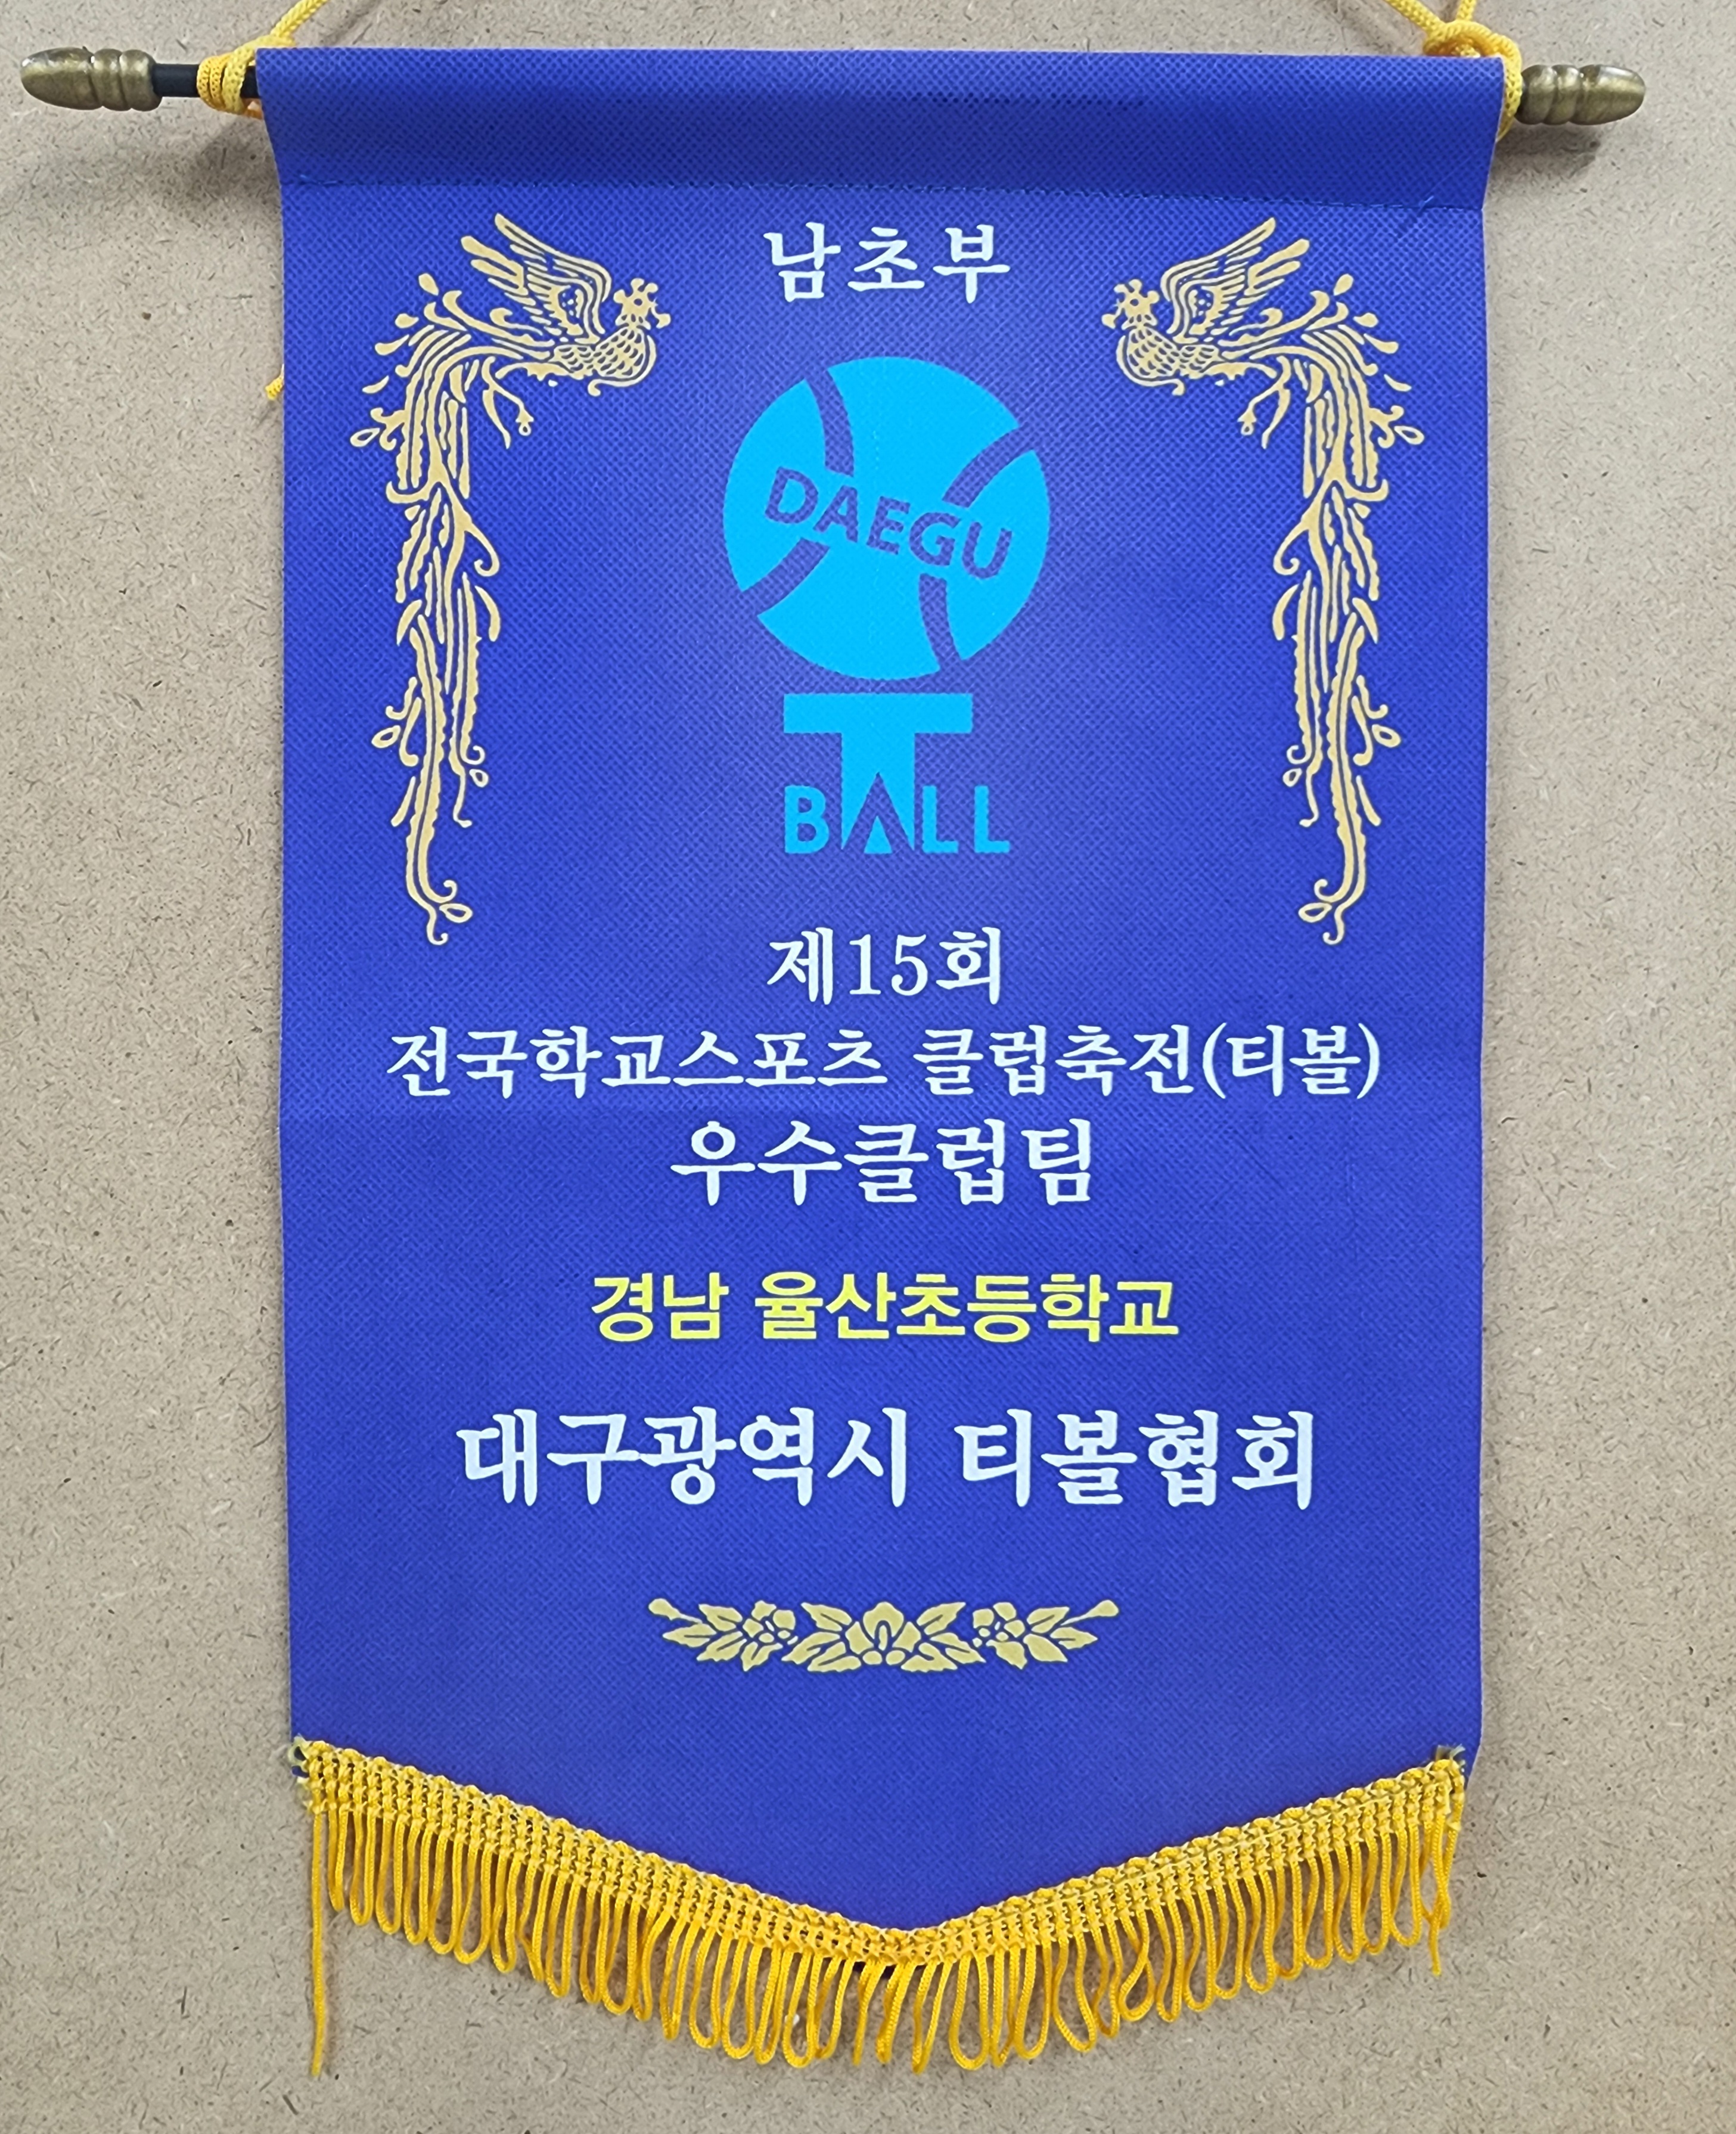 남초부
DAEGU
T
BALL
제15회
전국학교스포츠 클럽축전(티볼)
우수클럽팀
경남 율산초등학교
대구광역시 티볼협회